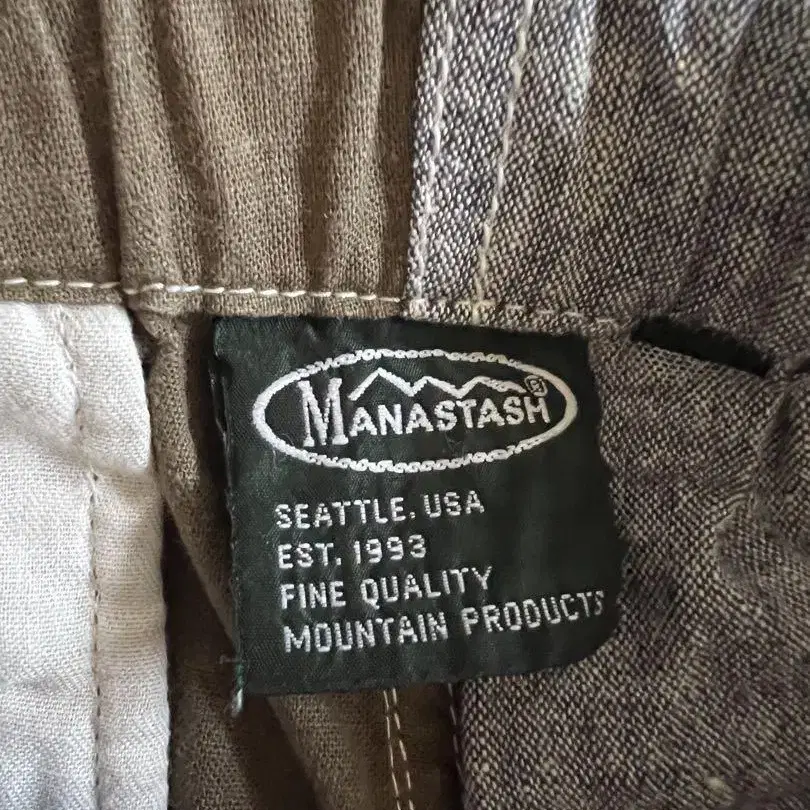 MANASTASH®
SEATTLE, USA
EST. 1993
FINE QUALITY
MOUNTAIN PRODUCTS